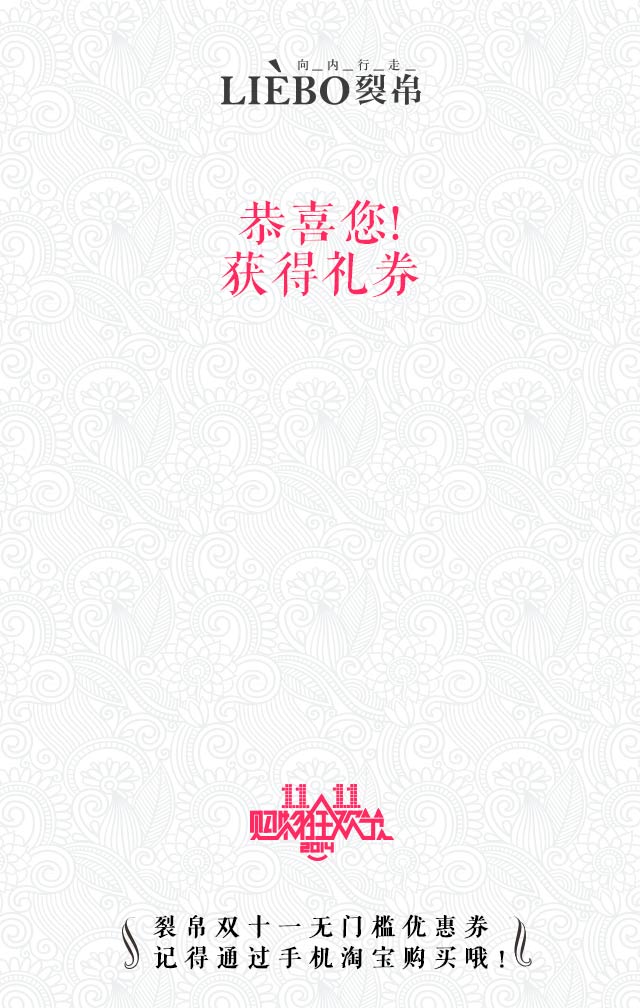 向_内_行_走_
LIÈBO裂帛
恭喜您!
获得礼券
11 11
购物狂欢节
2014
裂帛双十一无门槛优惠券
记得通过手机淘宝购买哦!